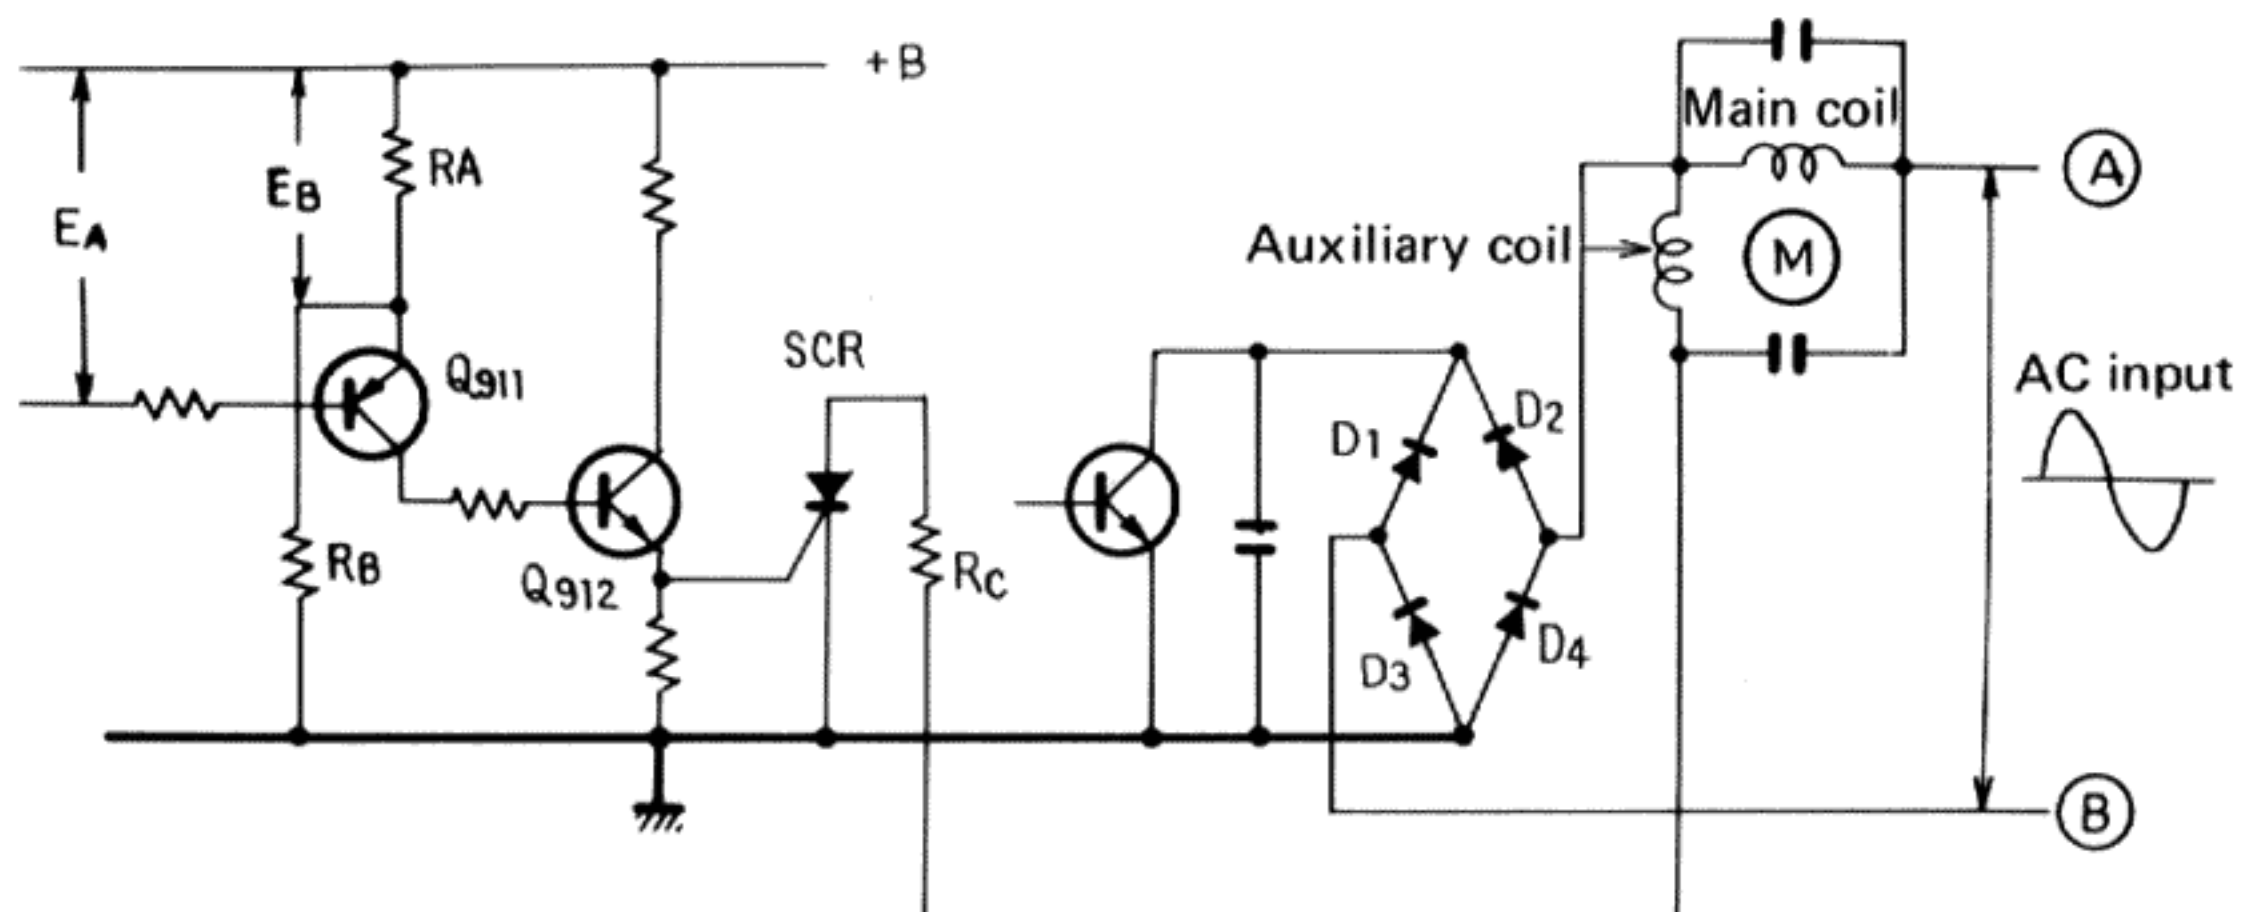 +B
Main coil
A
RA
EB
EA
Auxiliary coil
M
SCR
Q911
AC input
D1
D2
RB
Q912
RC
D3
D4
B